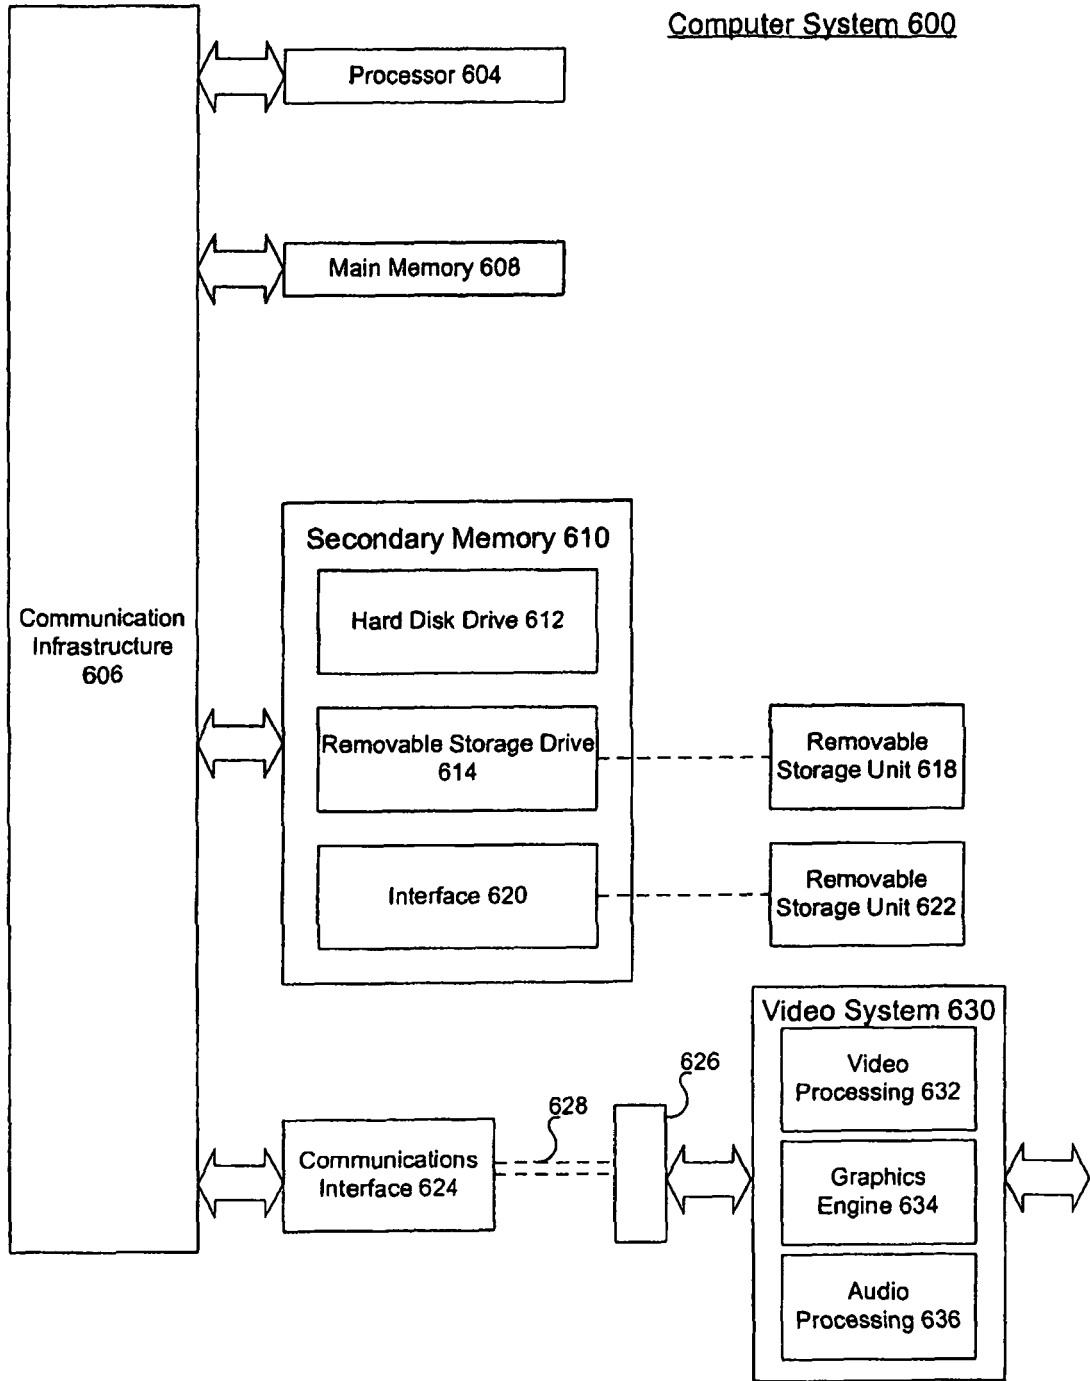 Computer System 600
Processor 604
Main Memory 608
Communication
Infrastructure
606
Secondary Memory 610
Hard Disk Drive 612
Removable Storage Drive
614
Removable
Storage Unit 618
Interface 620
Removable
Storage Unit 622
Video System 630
Video
Processing 632
626
628
Communications
Interface 624
Graphics
Engine 634
Audio
Processing 636